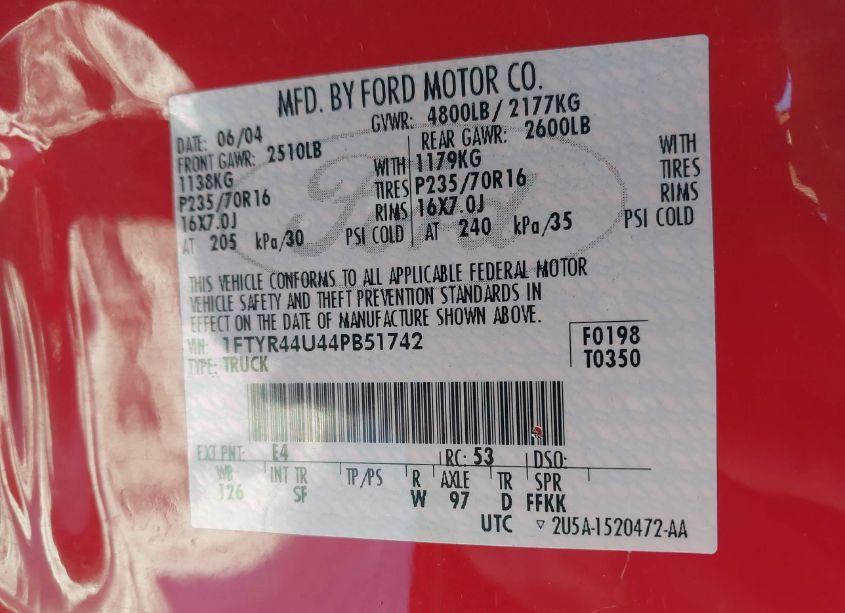 MFD. BY FORD MOTOR CO.
DATE: 06/04 GVWR: 4800LB/ 2177KG
FRONT GAWR: 2510LB REAR GAWR: 2600LB
1138KG WITH 1179KG WITH
P235/70R16 TIRES P235/70R16 TIRES
16X7.0J RIMS 16X7.0J RIMS
AT 205 kPa/30 PSI COLD AT 240 kPa/35 PSI COLD
Ford
THIS VEHICLE CONFORMS TO ALL APPLICABLE FEDERAL MOTOR
VEHICLE SAFETY AND THEFT PREVENTION STANDARDS IN
EFFECT ON THE DATE OF MANUFACTURE SHOWN ABOVE.
VIN: 1FTYR44U44PB51742 F0198
TYPE: TRUCK T0350
EXT PNT: E4 RC: 53 DSO:
WB INT TR TP/PS R AXLE TR SPR
126 SF W 97 D FFKK
UTC ▽ 2U5A-1520472-AA